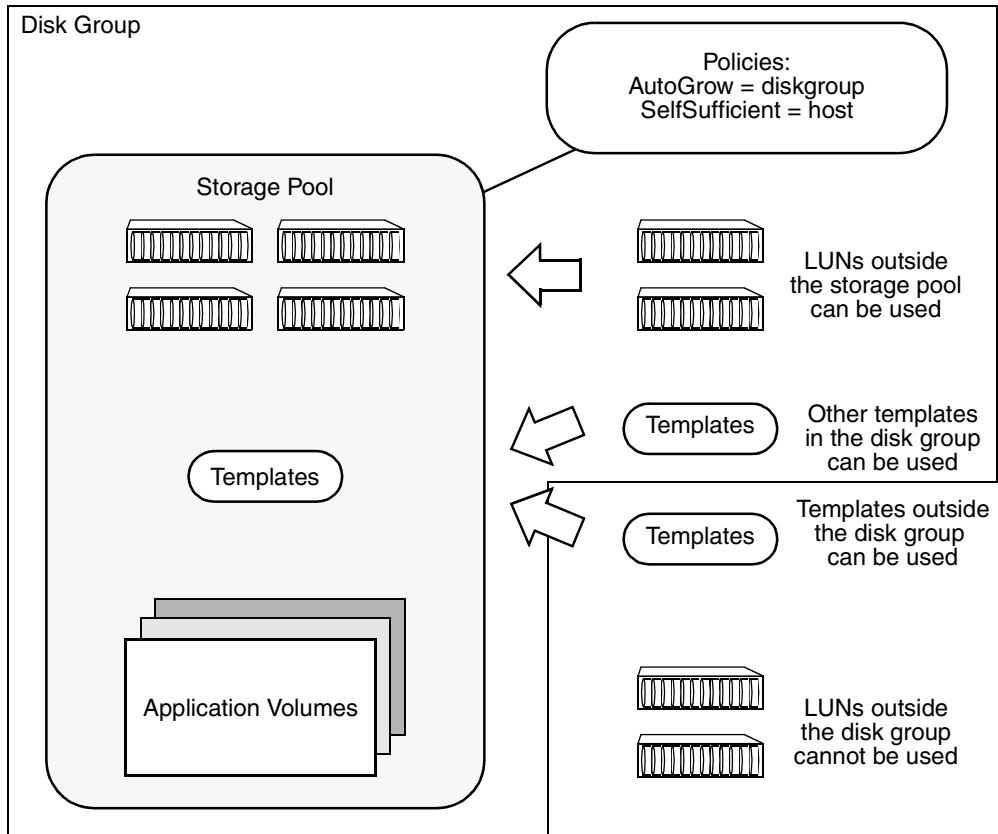 Disk Group
Policies:
AutoGrow = diskgroup
SelfSufficient = host
Storage Pool
LUNs outside
the storage pool
can be used
Templates
Other templates
in the disk group
can be used
Templates
Templates
Templates outside
the disk group
can be used
Application Volumes
LUNs outside
the disk group
cannot be used